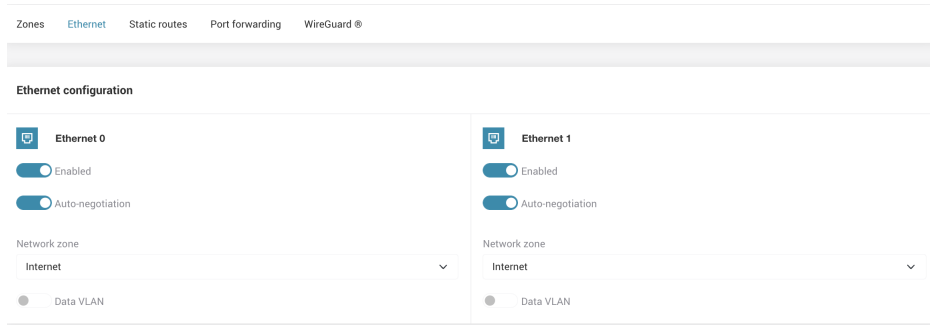 Zones Ethernet Static routes Port forwarding WireGuard ®
Ethernet configuration
Ethernet 0
Enabled
Auto-negotiation
Network zone
Internet
Data VLAN
Ethernet 1
Enabled
Auto-negotiation
Network zone
Internet
Data VLAN